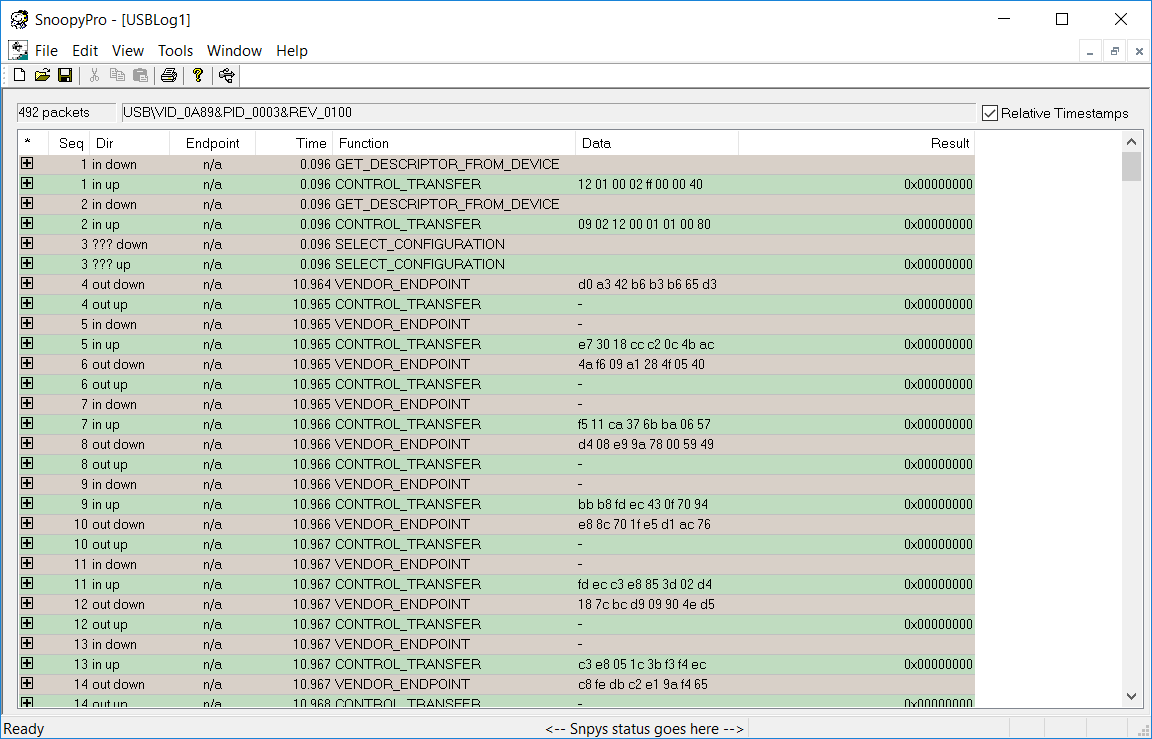 SnoopyPro - [USBLog1]
File Edit View Tools Window Help
492 packets USB\VID_0A89&PID_0003&REV_0100 Relative Timestamps
* Seq Dir Endpoint Time Function Data Result
1 in down n/a 0.096 GET_DESCRIPTOR_FROM_DEVICE
1 in up n/a 0.096 CONTROL_TRANSFER 12 01 00 02 ff 00 00 40 0x00000000
2 in down n/a 0.096 GET_DESCRIPTOR_FROM_DEVICE
2 in up n/a 0.096 CONTROL_TRANSFER 09 02 12 00 01 01 00 80 0x00000000
3 ??? down n/a 0.096 SELECT_CONFIGURATION
3 ??? up n/a 0.096 SELECT_CONFIGURATION 0x00000000
4 out down n/a 10.964 VENDOR_ENDPOINT d0 a3 42 b6 b3 b6 65 d3
4 out up n/a 10.965 CONTROL_TRANSFER - 0x00000000
5 in down n/a 10.965 VENDOR_ENDPOINT -
5 in up n/a 10.965 CONTROL_TRANSFER e7 30 18 cc c2 0c 4b ac 0x00000000
6 out down n/a 10.965 VENDOR_ENDPOINT 4a f6 09 a1 28 4f 05 40
6 out up n/a 10.965 CONTROL_TRANSFER - 0x00000000
7 in down n/a 10.965 VENDOR_ENDPOINT -
7 in up n/a 10.966 CONTROL_TRANSFER f5 11 ca 37 6b ba 06 57 0x00000000
8 out down n/a 10.966 VENDOR_ENDPOINT d4 08 e9 9a 78 00 59 49
8 out up n/a 10.966 CONTROL_TRANSFER - 0x00000000
9 in down n/a 10.966 VENDOR_ENDPOINT -
9 in up n/a 10.966 CONTROL_TRANSFER bb b8 fd ec 43 0f 70 94 0x00000000
10 out down n/a 10.966 VENDOR_ENDPOINT e8 8c 70 1f e5 d1 ac 76
10 out up n/a 10.967 CONTROL_TRANSFER - 0x00000000
11 in down n/a 10.967 VENDOR_ENDPOINT -
11 in up n/a 10.967 CONTROL_TRANSFER fd ec c3 e8 85 3d 02 d4 0x00000000
12 out down n/a 10.967 VENDOR_ENDPOINT 18 7c bc d9 09 90 4e d5
12 out up n/a 10.967 CONTROL_TRANSFER - 0x00000000
13 in down n/a 10.967 VENDOR_ENDPOINT -
13 in up n/a 10.967 CONTROL_TRANSFER c3 e8 05 1c 3b f3 f4 ec 0x00000000
14 out down n/a 10.967 VENDOR_ENDPOINT c8 fe db c2 e1 9a f4 65
14 out up n/a 10.968 CONTROL_TRANSFER - 0x00000000
Ready <-- Snpys status goes here -->